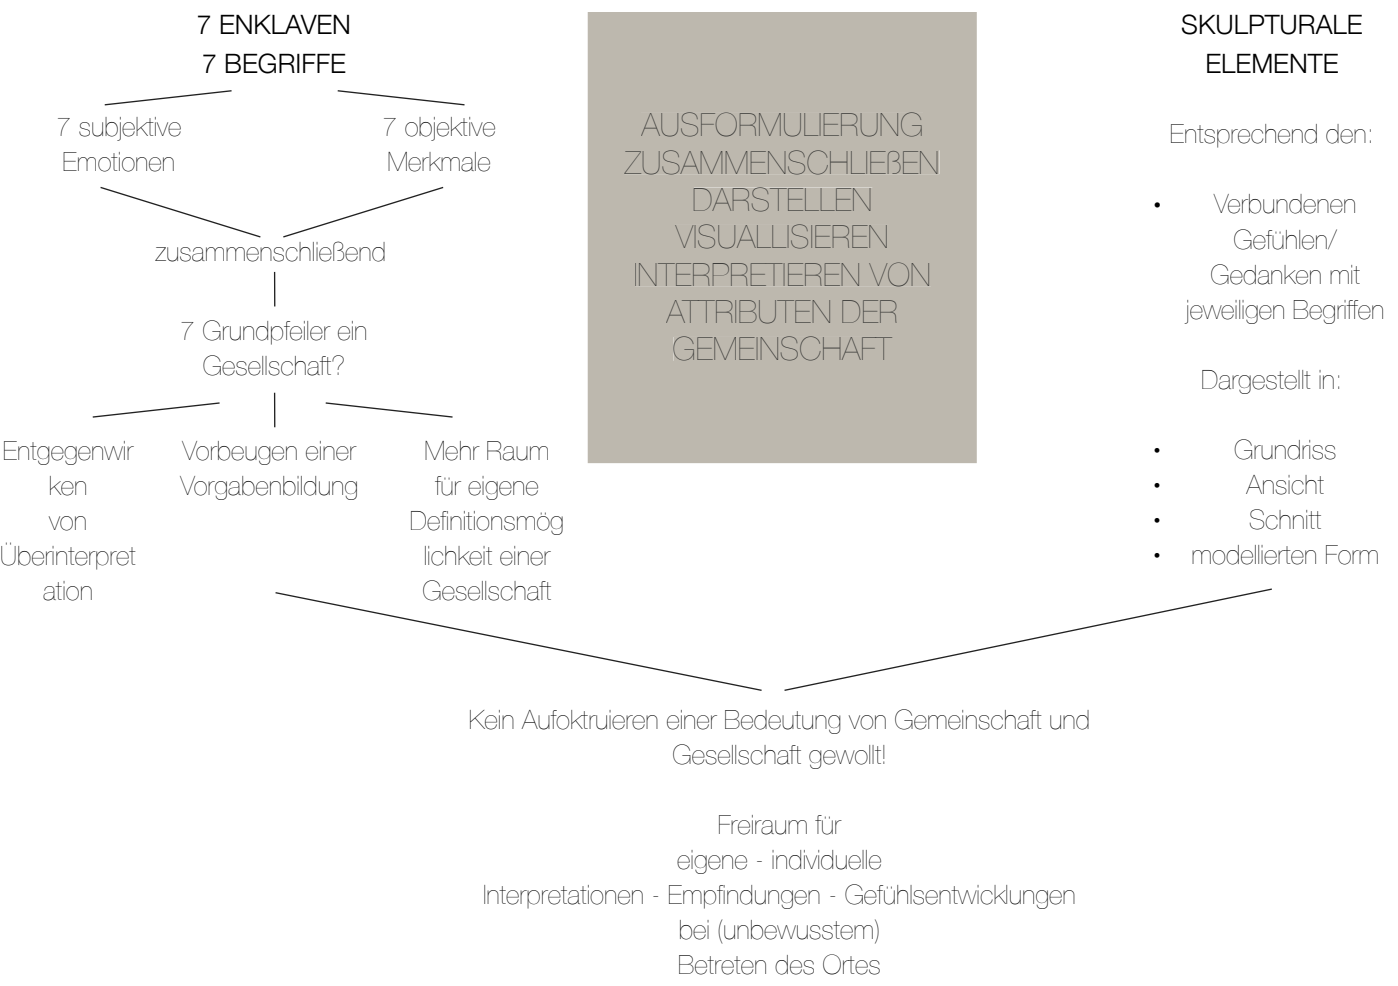 7 ENKLAVEN
7 BEGRIFFE
7 subjektive
Emotionen
7 objektive
Merkmale
zusammenschließend
7 Grundpfeiler ein
Gesellschaft?
Entgegenwir
ken
von
Überinterpret
ation
Vorbeugen einer
Vorgabenbildung
Mehr Raum
für eigene
Definitionsmög
lichkeit einer
Gesellschaft
AUSFORMULIERUNG
ZUSAMMENSCHLIEßEN
DARSTELLEN
VISUALLISIEREN
INTERPRETIEREN VON
ATTRIBUTEN DER
GEMEINSCHAFT
SKULPTURALE
ELEMENTE
Entsprechend den:
• Verbundenen
Gefühlen/
Gedanken mit
jeweiligen Begriffen
Dargestellt in:
• Grundriss
• Ansicht
• Schnitt
• modellierten Form
Kein Aufoktruieren einer Bedeutung von Gemeinschaft und
Gesellschaft gewollt!
Freiraum für
eigene - individuelle
Interpretationen - Empfindungen - Gefühlsentwicklungen
bei (unbewusstem)
Betreten des Ortes